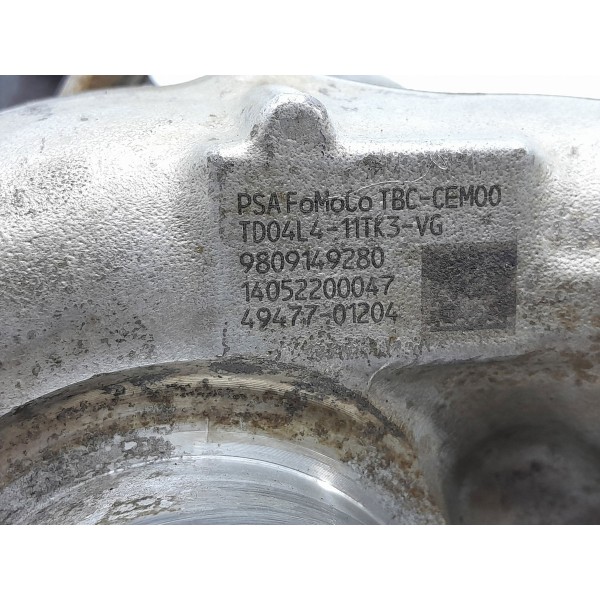 PSA FoMoCo TBC-CEM00
TD04L4-11TK3-VG
9809149280
14052200047
49477-01204